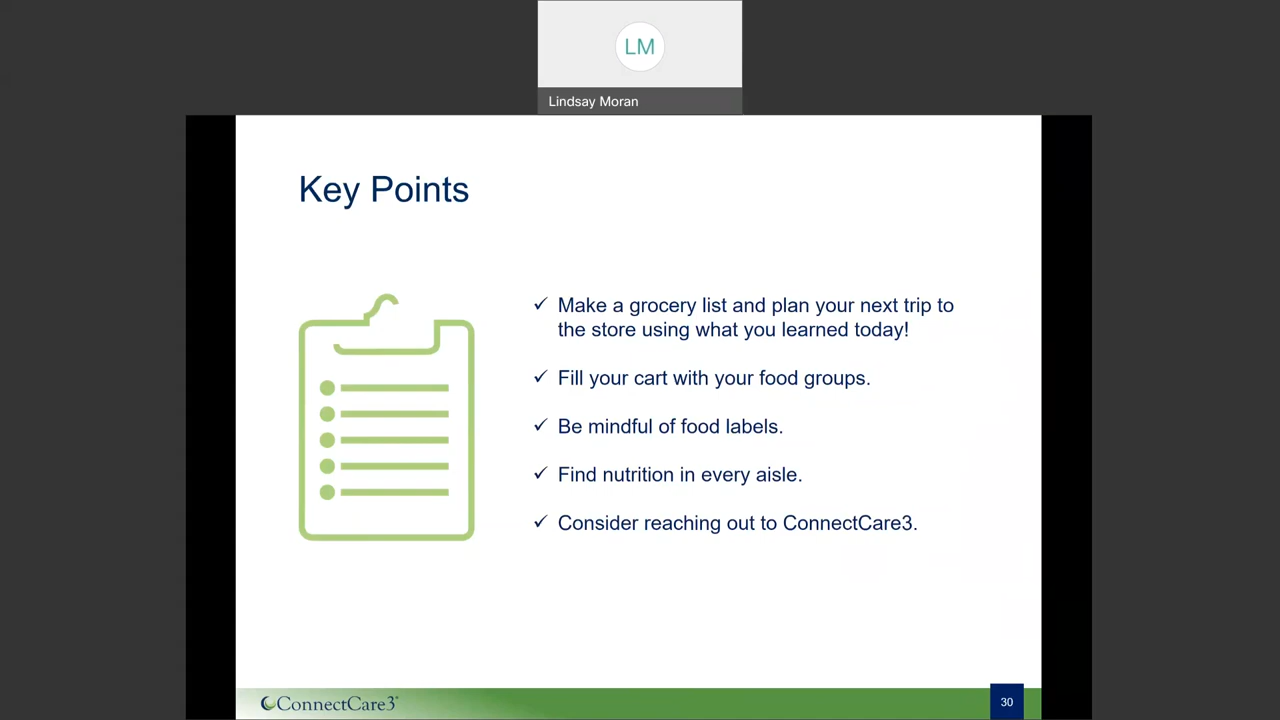 LM
Lindsay Moran
Key Points
✓ Make a grocery list and plan your next trip to
the store using what you learned today!
✓ Fill your cart with your food groups.
✓ Be mindful of food labels.
✓ Find nutrition in every aisle.
✓ Consider reaching out to ConnectCare3.
ConnectCare3
30